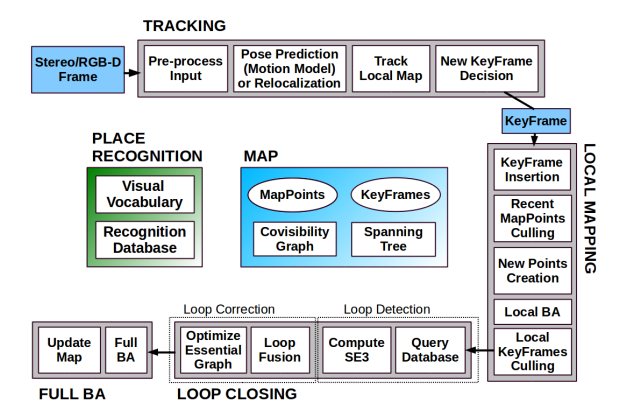 TRACKING
Stereo/RGB-D
Frame
Pre-process
Input
Pose Prediction
(Motion Model)
or Relocalization
Track
Local Map
New KeyFrame
Decision
KeyFrame
PLACE
RECOGNITION
Visual
Vocabulary
Recognition
Database
MAP
MapPoints
KeyFrames
Covisibility
Graph
Spanning
Tree
LOCAL MAPPING
KeyFrame
Insertion
Recent
MapPoints
Culling
New Points
Creation
Local BA
Local
KeyFrames
Culling
Loop Correction
Loop Detection
Optimize
Essential
Graph
Loop
Fusion
Compute
SE3
Query
Database
LOOP CLOSING
Update
Map
Full
BA
FULL BA